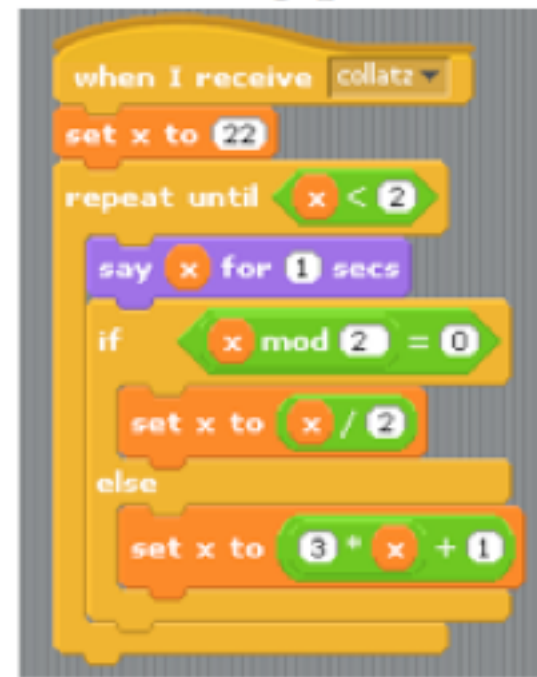 when I receive collatz
set x to 22
repeat until x < 2
say x for 1 secs
if x mod 2 = 0
set x to x / 2
else
set x to 3 * x + 1